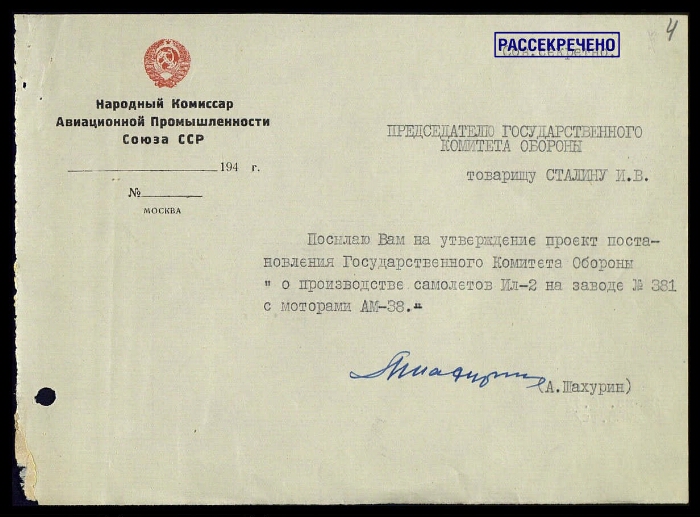 4
РАССЕКРЕЧЕНО
Сов.секретно.
Народный Комиссар
Авиационной Промышленности
Союза ССР
194 г.
№
МОСКВА
ПРЕДСЕДАТЕЛЮ ГОСУДАРСТВЕННОГО
КОМИТЕТА ОБОРОНЫ
товарищу СТАЛИНУ И.В.
Посылаю Вам на утверждение проект поста-
новления Государственного Комитета Обороны
" о производстве самолетов Ил-2 на заводе № 381
с моторами АМ-38."
(А.Шахурин)